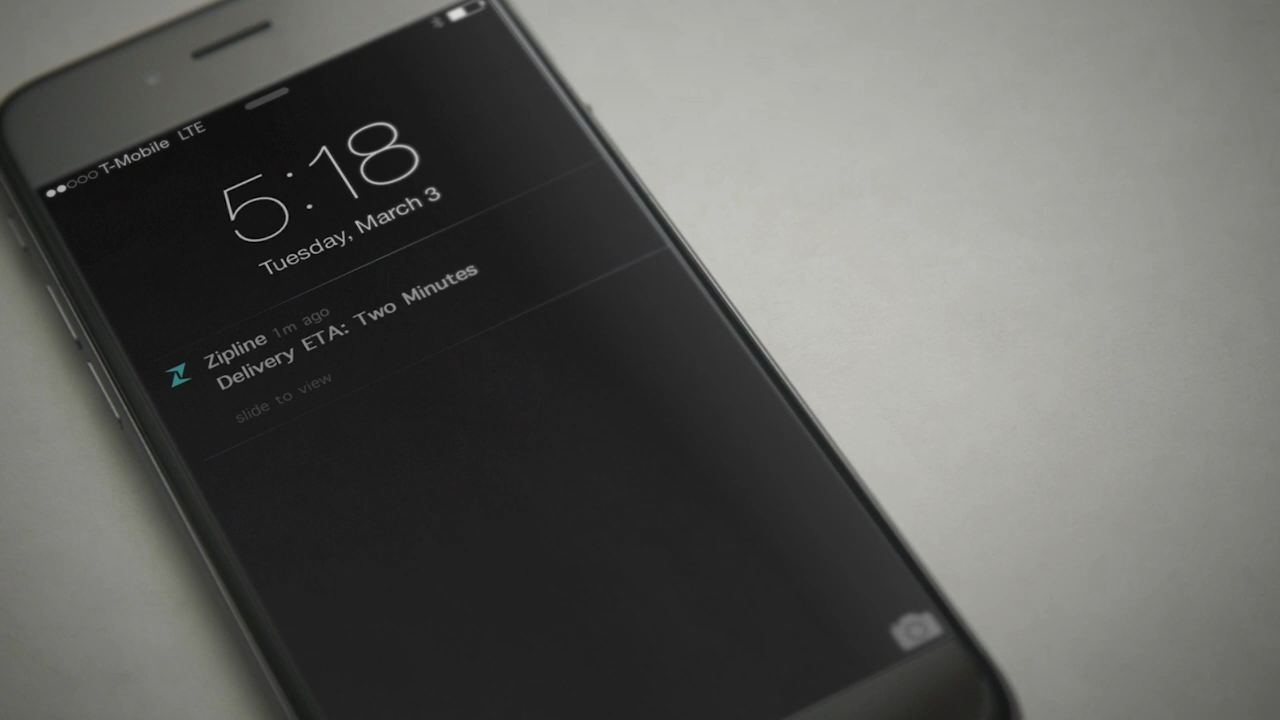 T-Mobile LTE
5:18
Tuesday, March 3
Zipline 1m ago
Delivery ETA: Two Minutes
slide to view